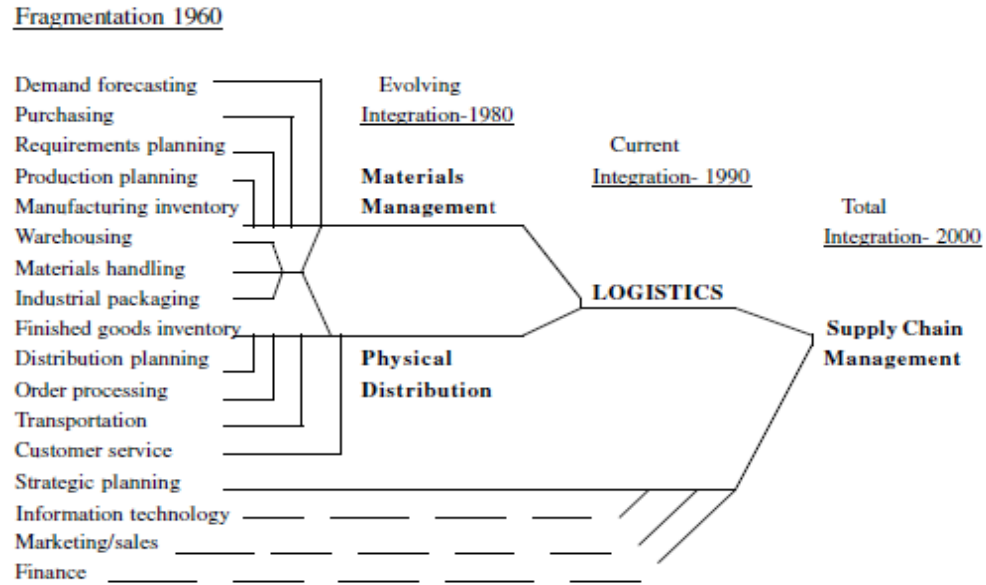 Fragmentation 1960
Demand forecasting
Purchasing
Requirements planning
Production planning
Manufacturing inventory
Warehousing
Materials handling
Industrial packaging
Finished goods inventory
Distribution planning
Order processing
Transportation
Customer service
Strategic planning
Information technology
Marketing/sales
Finance
Evolving
Integration-1980
Materials
Management
Physical
Distribution
Current
Integration- 1990
LOGISTICS
Total
Integration- 2000
Supply Chain
Management